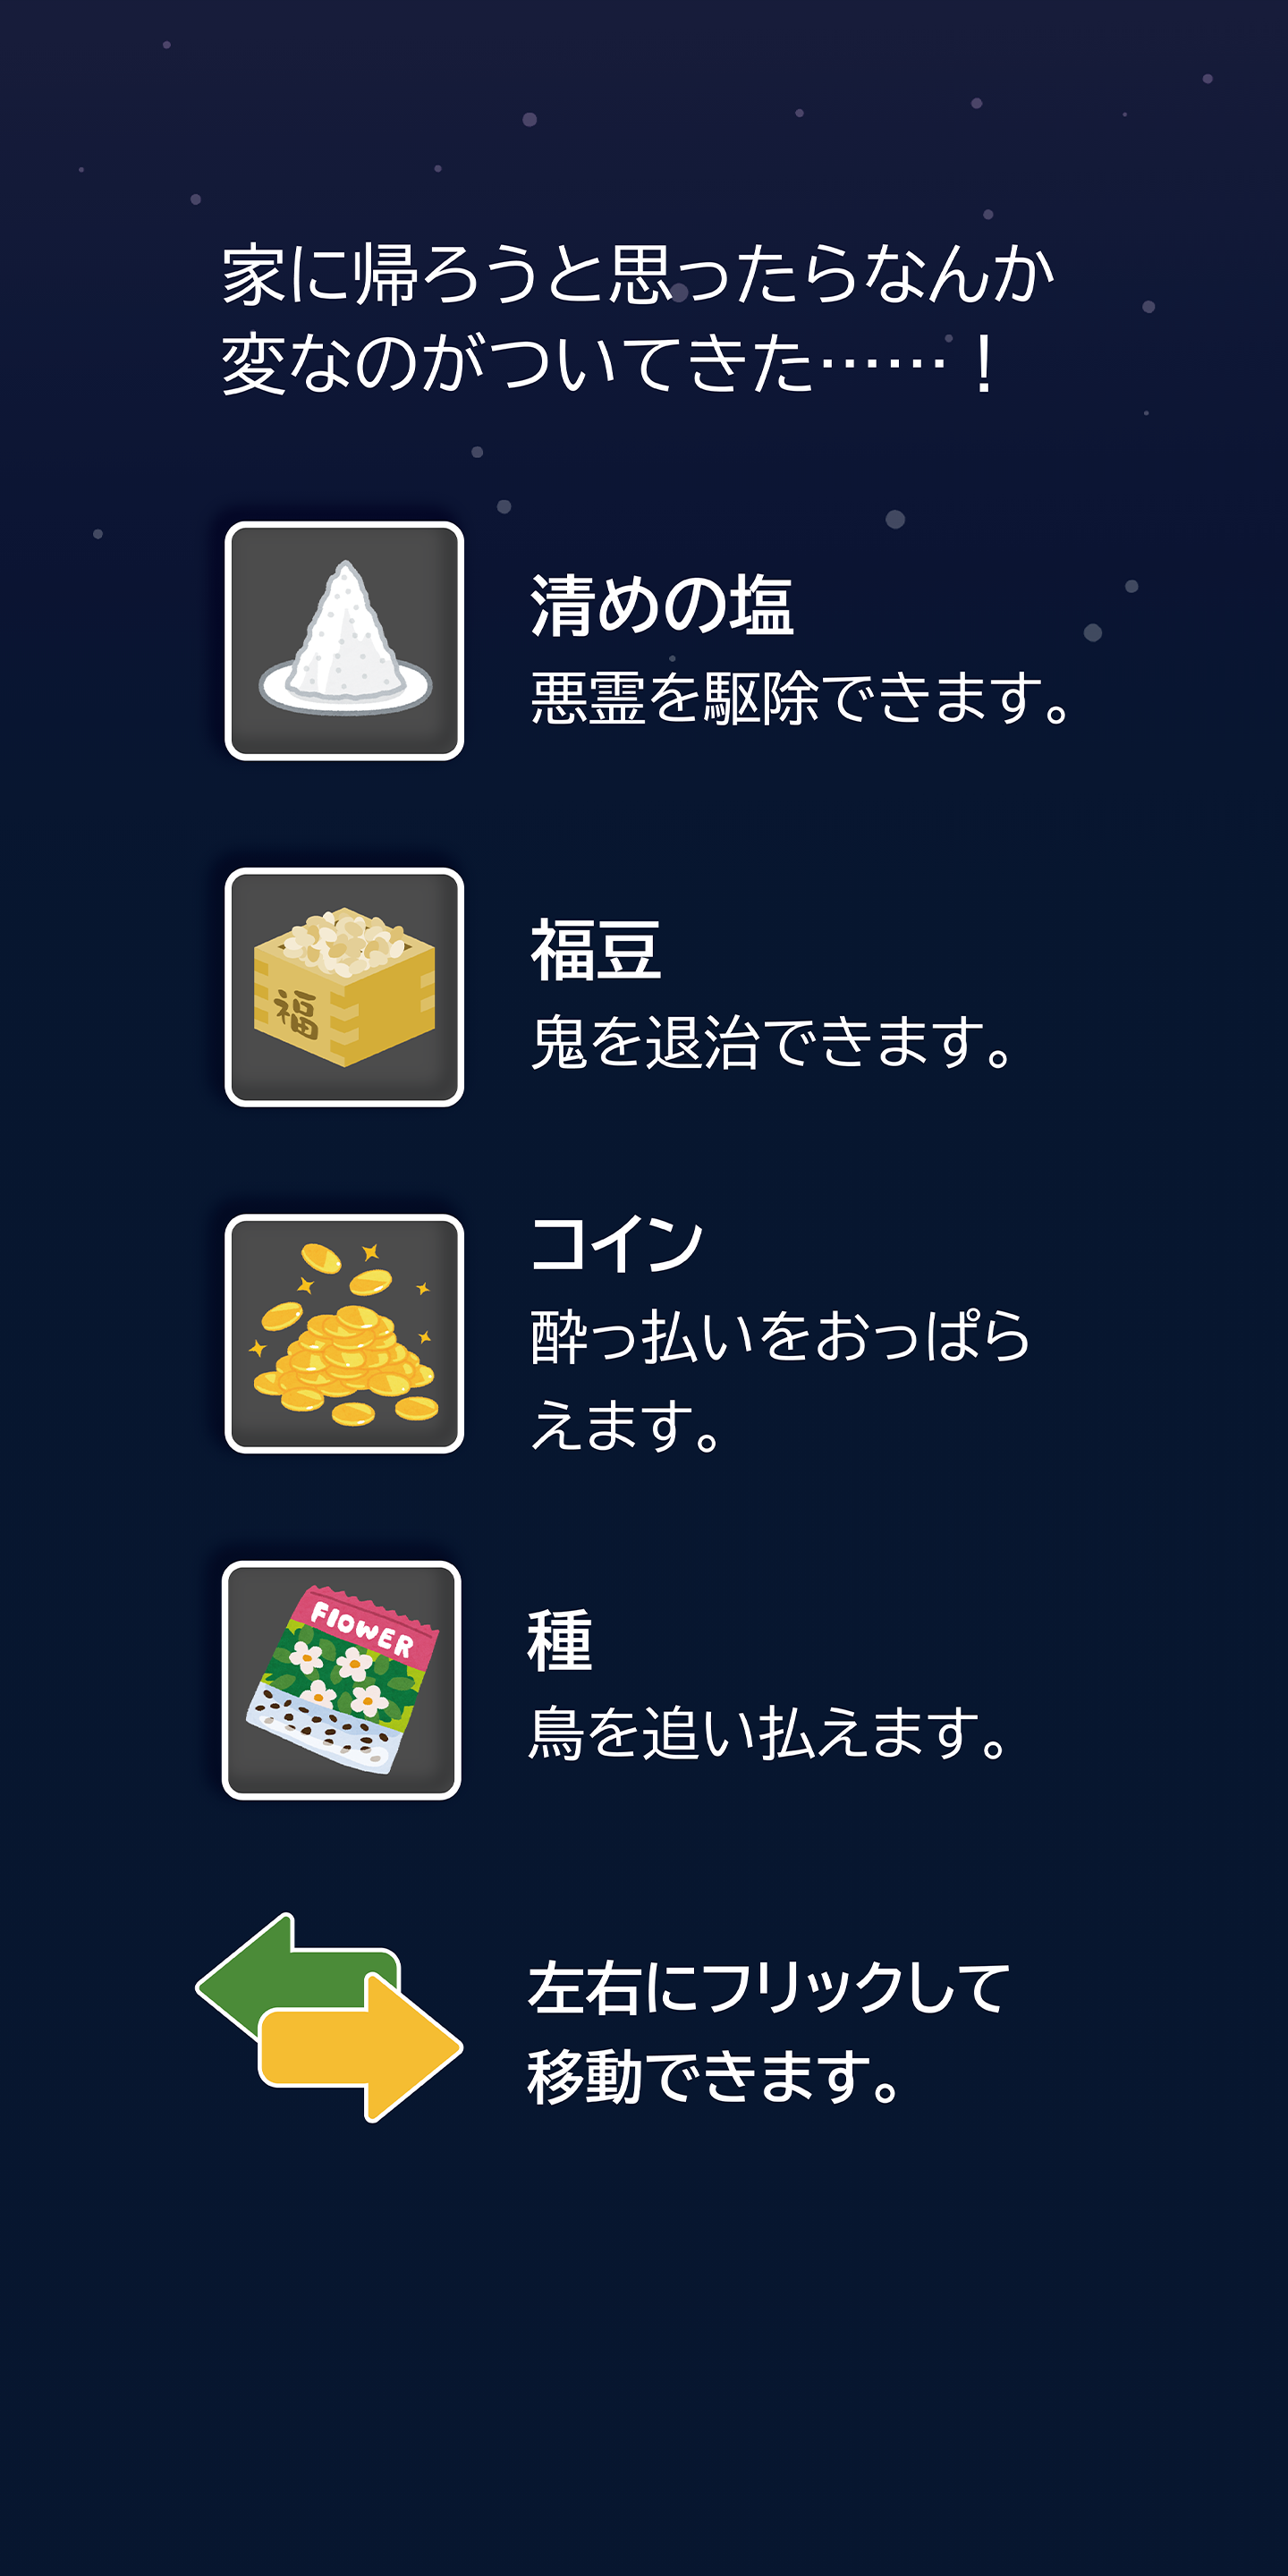 家に帰ろうと思ったらなんか
変なのがついてきた……！
清めの塩
悪霊を駆除できます。
福
福豆
鬼を退治できます。
コイン
酔っ払いをおっぱら
えます。
FlOWER
種
鳥を追い払えます。
左右にフリックして
移動できます。